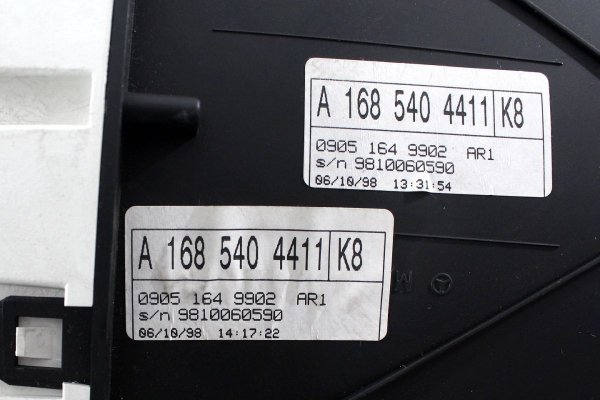 A 168 540 4411 K8
0905 164 9902 AR1
s/n 9810060590
06/10/98 13:31:54
A 168 540 4411 K8
0905 164 9902 AR1
s/n 9810060590
06/10/98 14:17:22
M